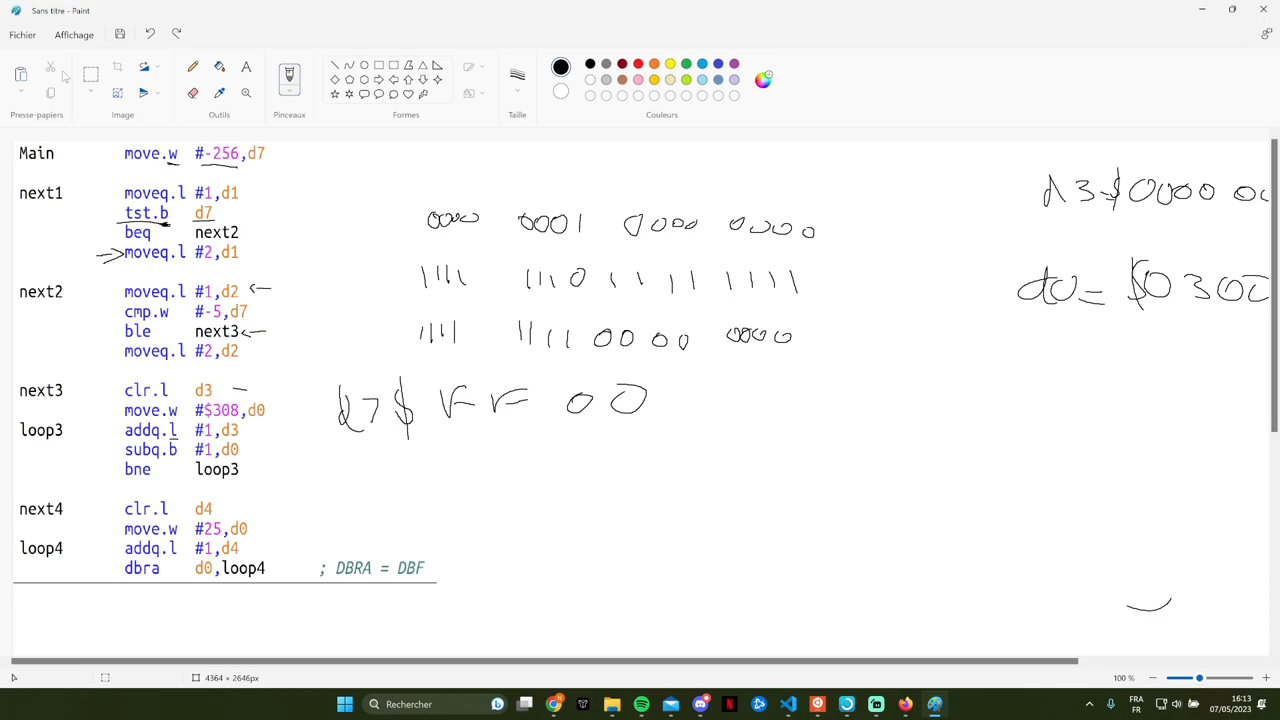 Sans titre - Paint
Fichier Affichage
Presse-papiers Image Outils Pinceaux Formes Taille Couleurs
Main move.w #-256,d7
next1 moveq.l #1,d1
tst.b d7
beq next2
moveq.l #2,d1
next2 moveq.l #1,d2
cmp.w #-5,d7
ble next3
moveq.l #2,d2
next3 clr.l d3
move.w #$308,d0
loop3 addq.l #1,d3
subq.b #1,d0
bne loop3
next4 clr.l d4
move.w #25,d0
loop4 addq.l #1,d4
dbra d0,loop4 ; DBRA = DBF
0000 0001 0000 0000
1111 1110 1111 1111
1111 1111 0000 0000
d7 $ FF 00
d3 = $0000 00
d0 = $0300
4364 × 2646px
100 %
Rechercher
FRA
FR
16:13
07/05/2023